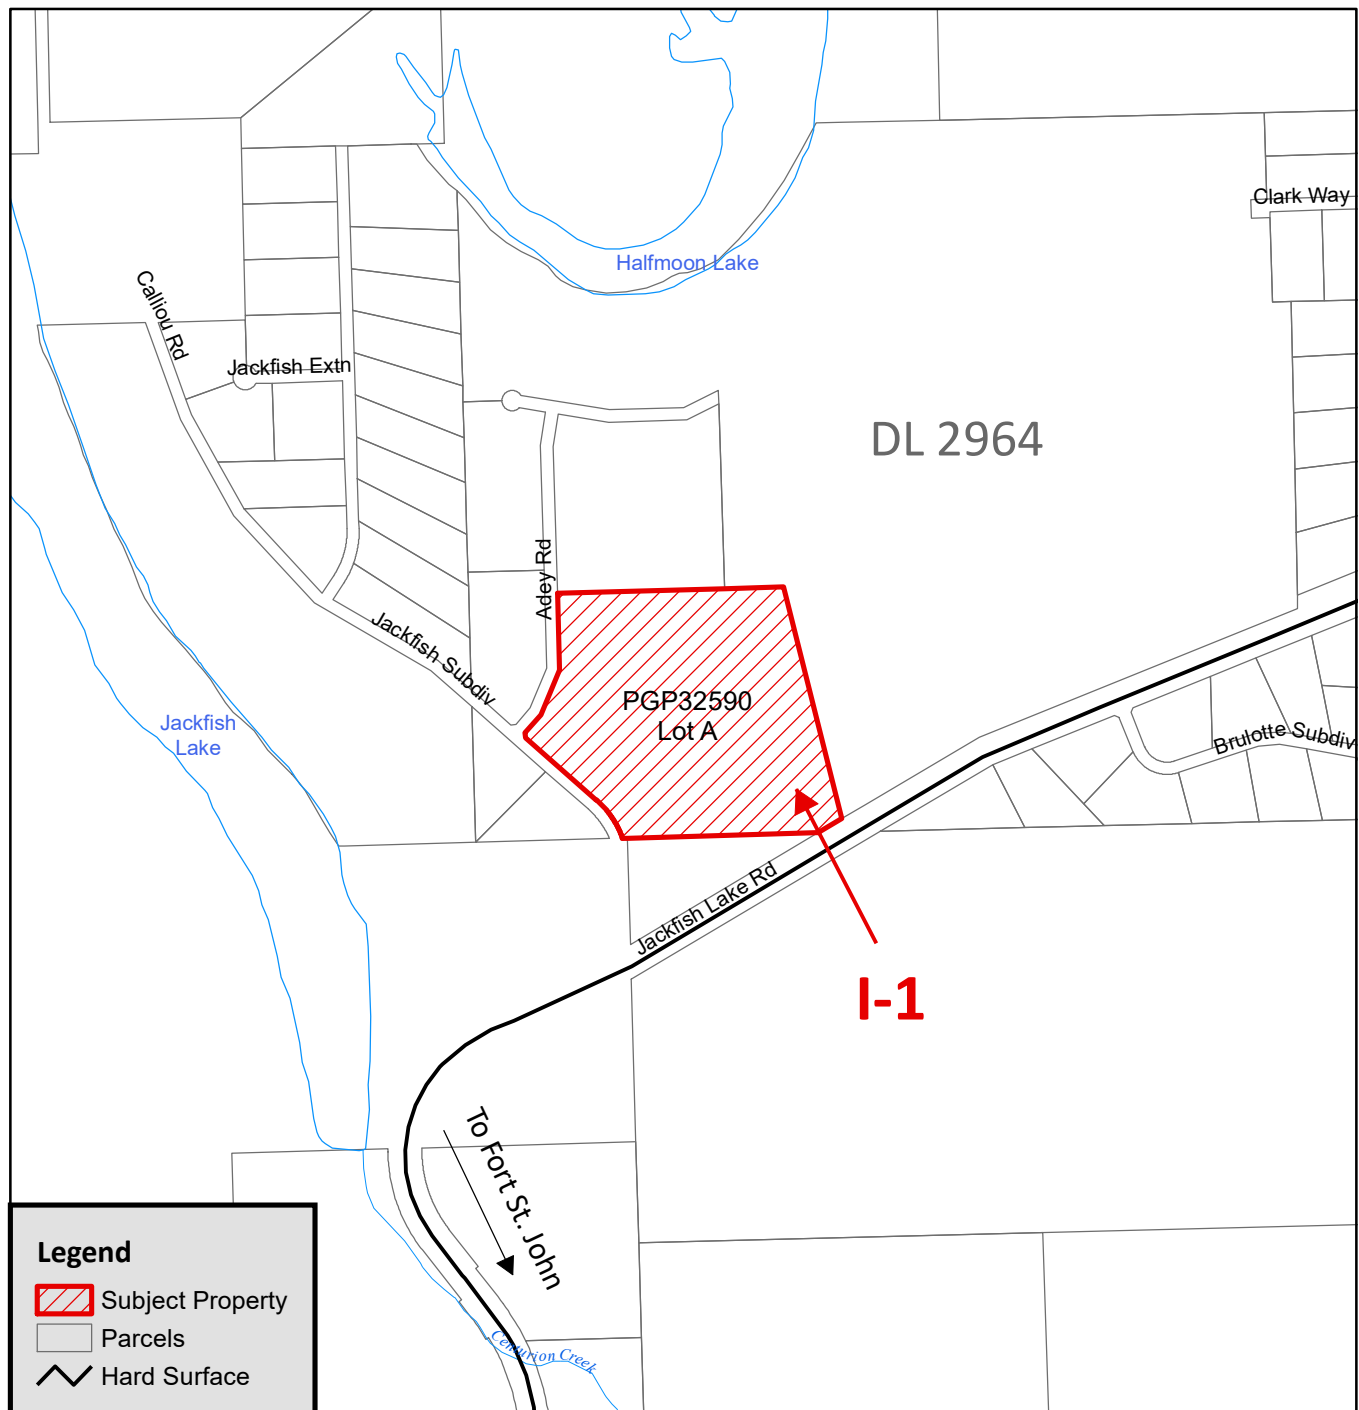 Clark Way
Halfmoon Lake
Calliou Rd
Jackfish Extn
DL 2964
Adey Rd
Jackfish Subdiv
PGP32590
Lot A
Jackfish
Lake
Brulotte Subdiv
Jackfish Lake Rd
I-1
To Fort St. John
Legend
Subject Property
Parcels
Hard Surface
Centurion Creek